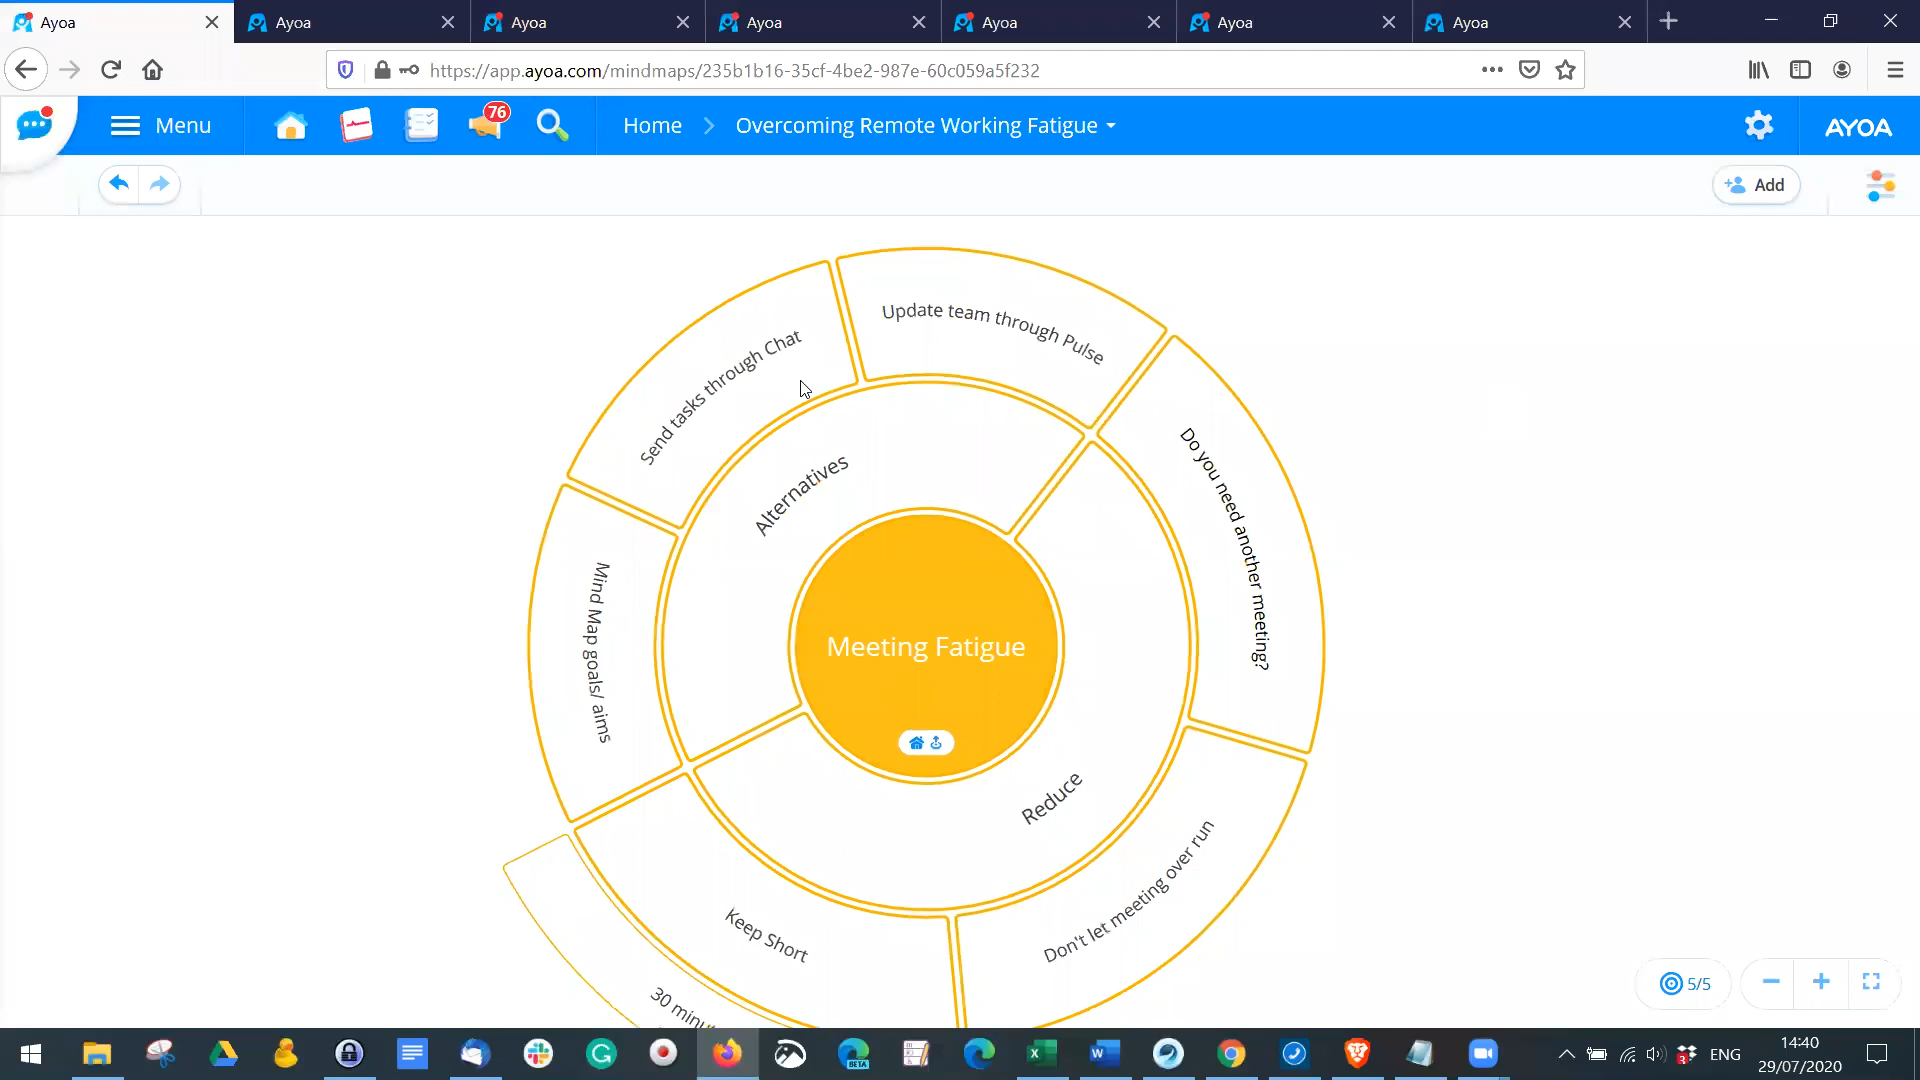 Ayoa
Ayoa
Ayoa
Ayoa
Ayoa
Ayoa
Ayoa
https://app.ayoa.com/mindmaps/235b1b16-35cf-4be2-987e-60c059a5f232
Menu
76
Home
Overcoming Remote Working Fatigue
AYOA
Add
Update team through Pulse
Send tasks through Chat
Do you need another meeting?
Alternatives
Mind Map goals/ aims
Meeting Fatigue
Reduce
Don't let meeting over run
Keep Short
30
5/5
BETA
3
ENG
14:40
29/07/2020